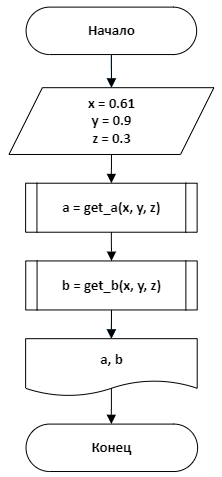 Начало
x = 0.61
y = 0.9
z = 0.3
a = get_a(x, y, z)
b = get_b(x, y, z)
a, b
Конец